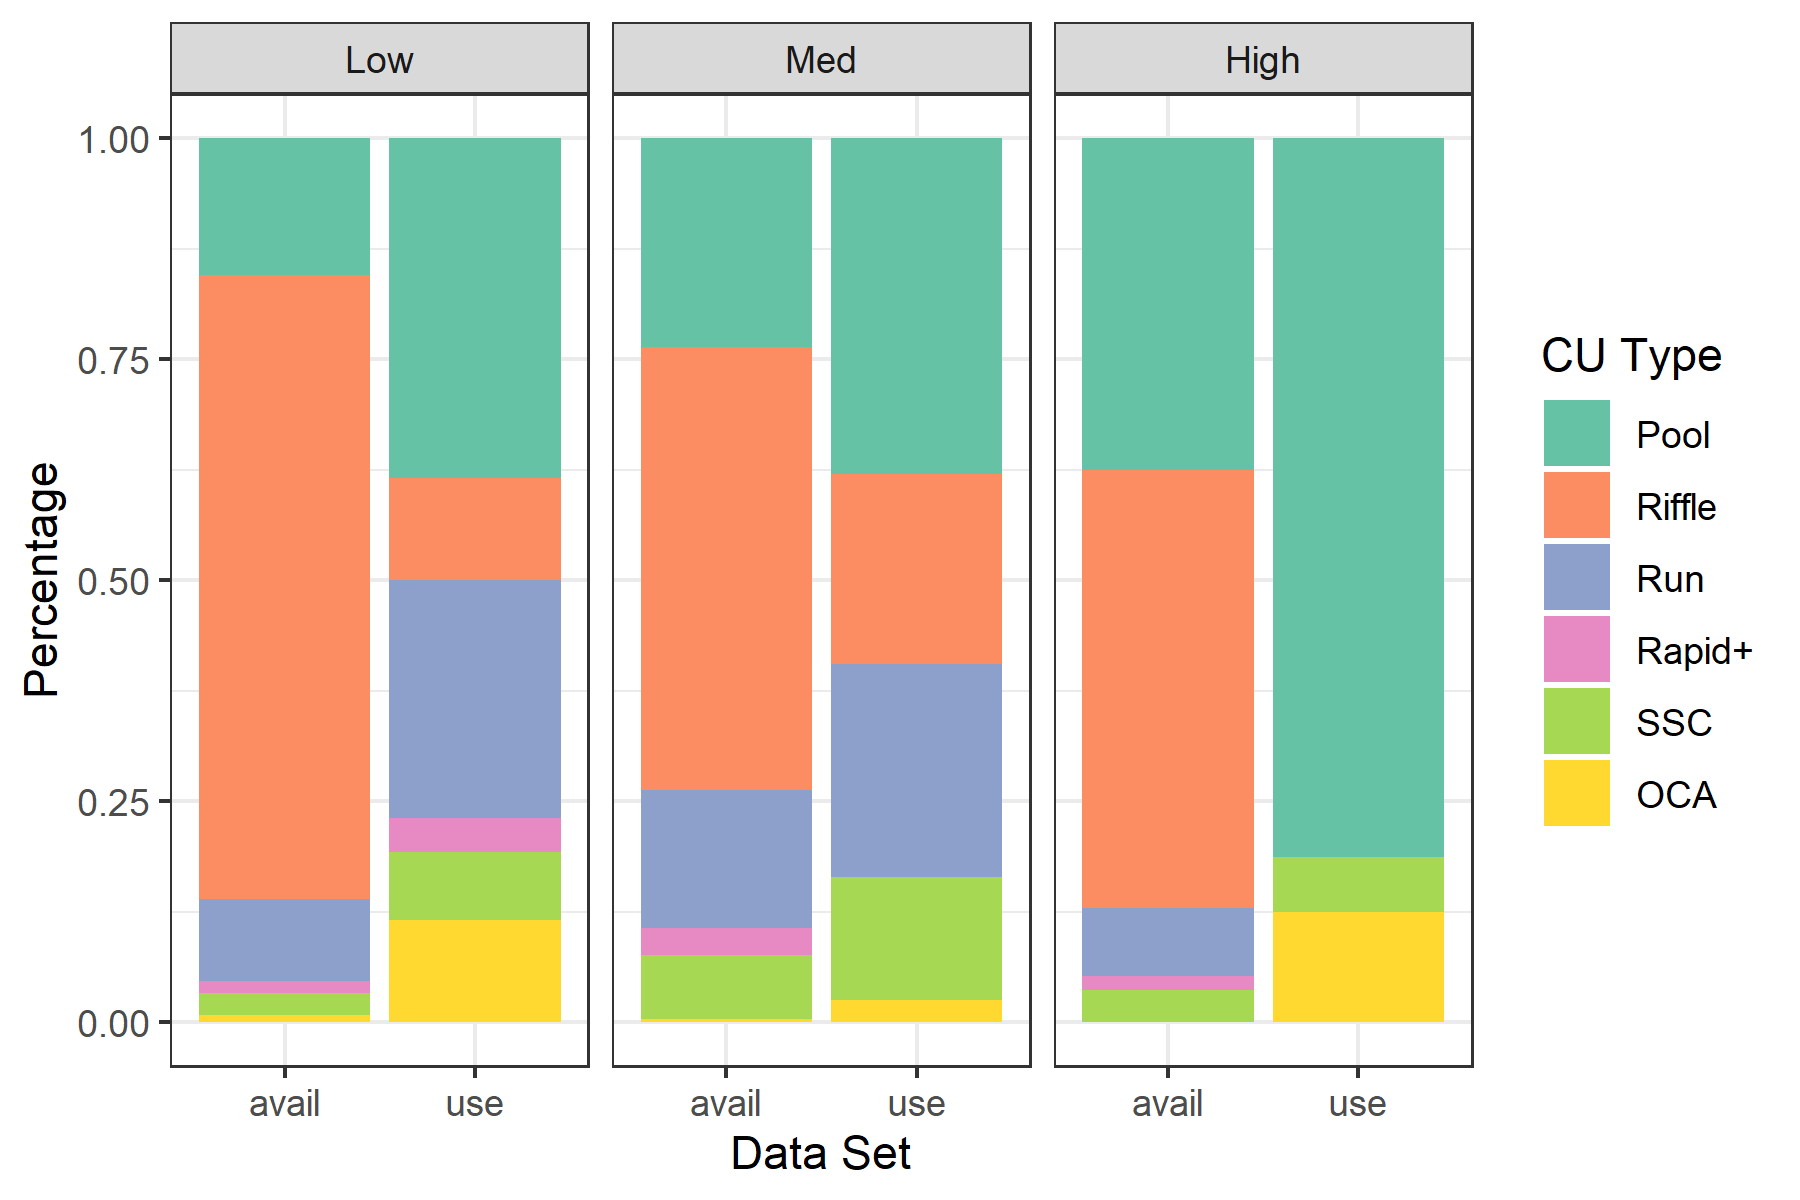 Low Med High
1.00
0.75
0.50
0.25
0.00
Percentage
avail use avail use avail use
Data Set
CU Type
Pool
Riffle
Run
Rapid+
SSC
OCA